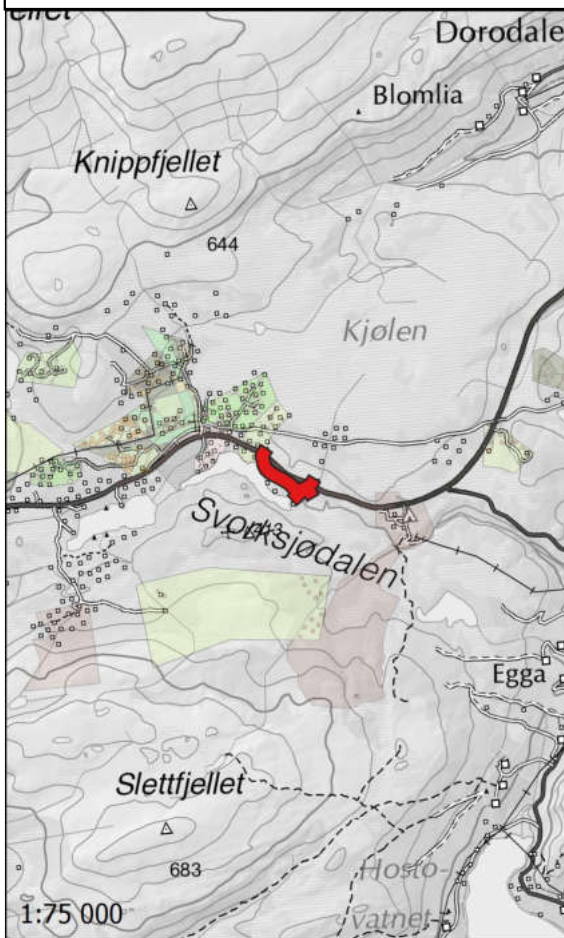 Dorodale
Blomlia
Knippfjellet
644
Kjølen
Svorksjødalen
Egga
Slettfjellet
683
Hosto-
vatnet
1:75 000